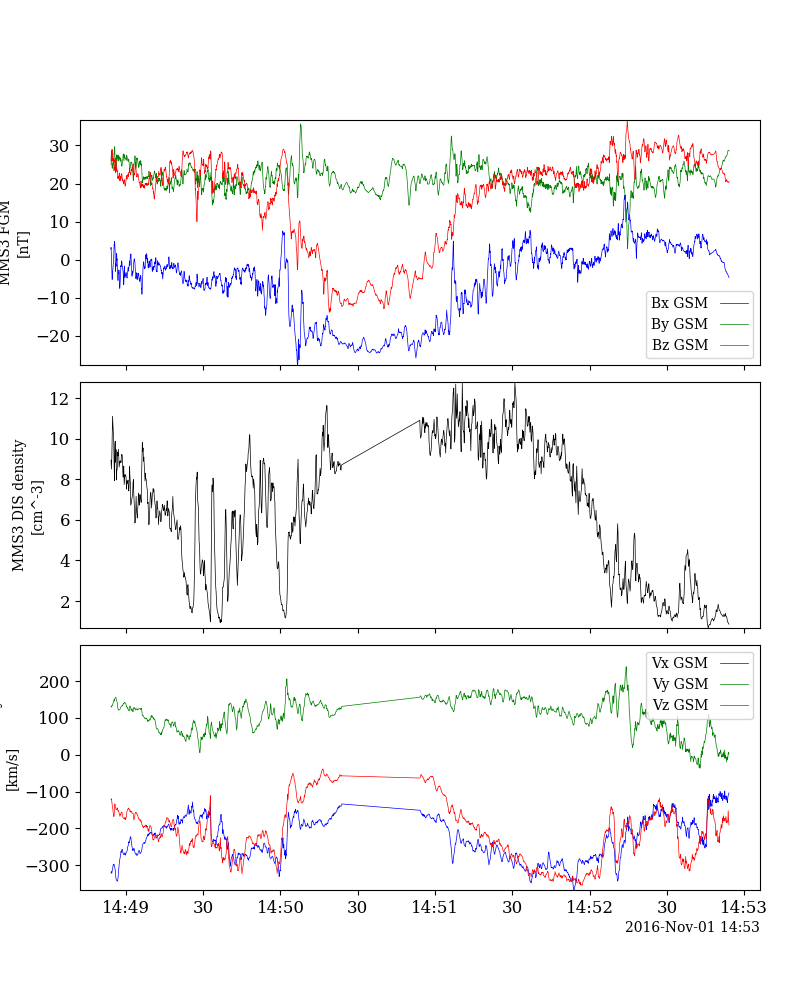 30
20
10
0
−10
−20
MMS3 FGM
[nT]
Bx GSM
By GSM
Bz GSM
12
10
8
6
4
2
MMS3 DIS density
[cm^-3]
200
100
0
−100
−200
−300
[km/s]
Vx GSM
Vy GSM
Vz GSM
14:49 30 14:50 30 14:51 30 14:52 30 14:53
2016-Nov-01 14:53